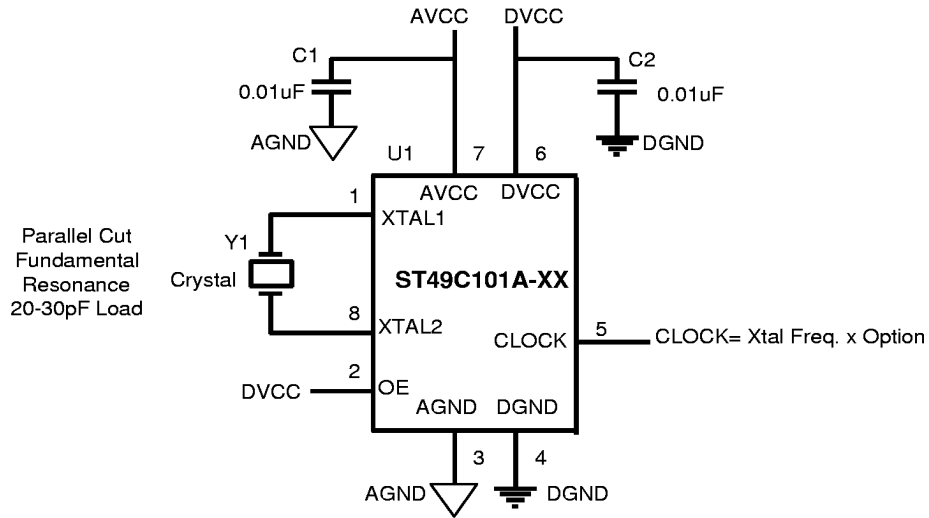 AVCC
DVCC
C1
C2
0.01uF
0.01uF
AGND
DGND
U1
7
6
AVCC
DVCC
1
XTAL1
Parallel Cut
Fundamental
Resonance
20-30pF Load
Y1
Crystal
ST49C101A-XX
8
XTAL2
CLOCK
5
CLOCK= Xtal Freq. x Option
2
DVCC
OE
AGND
DGND
3
4
AGND
DGND